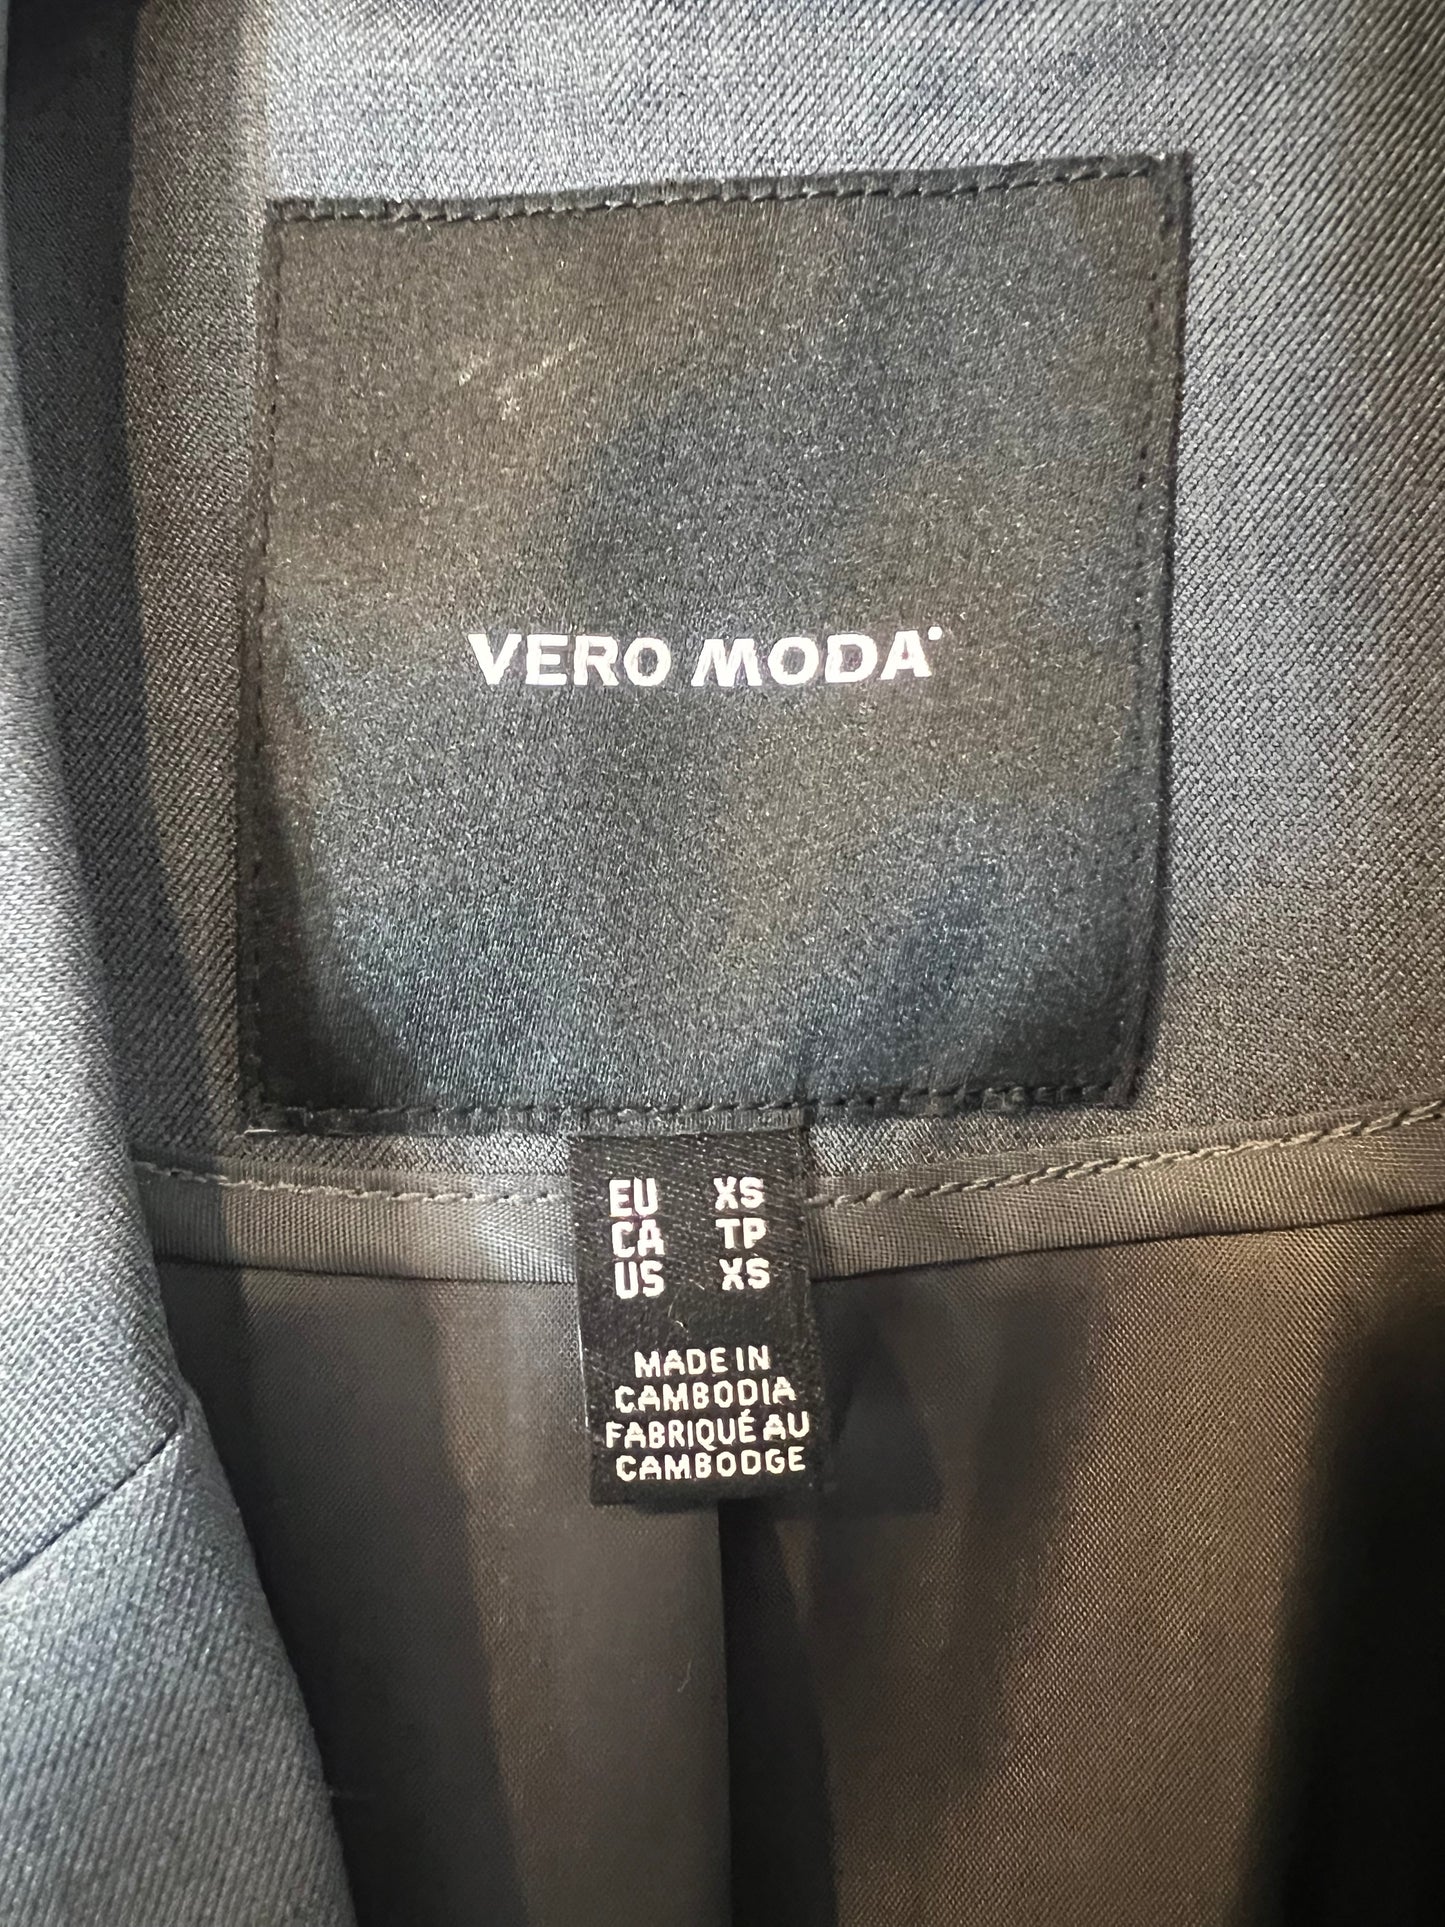 VERO MODA®
EU XS
CA TP
US XS
MADE IN
CAMBODIA
FABRIQUÉ AU
CAMBODGE